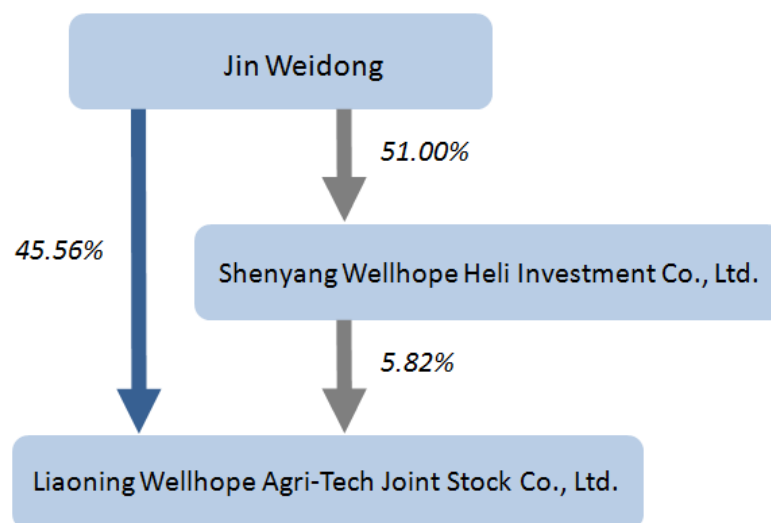 Jin Weidong
51.00%
45.56%
Shenyang Wellhope Heli Investment Co., Ltd.
5.82%
Liaoning Wellhope Agri-Tech Joint Stock Co., Ltd.